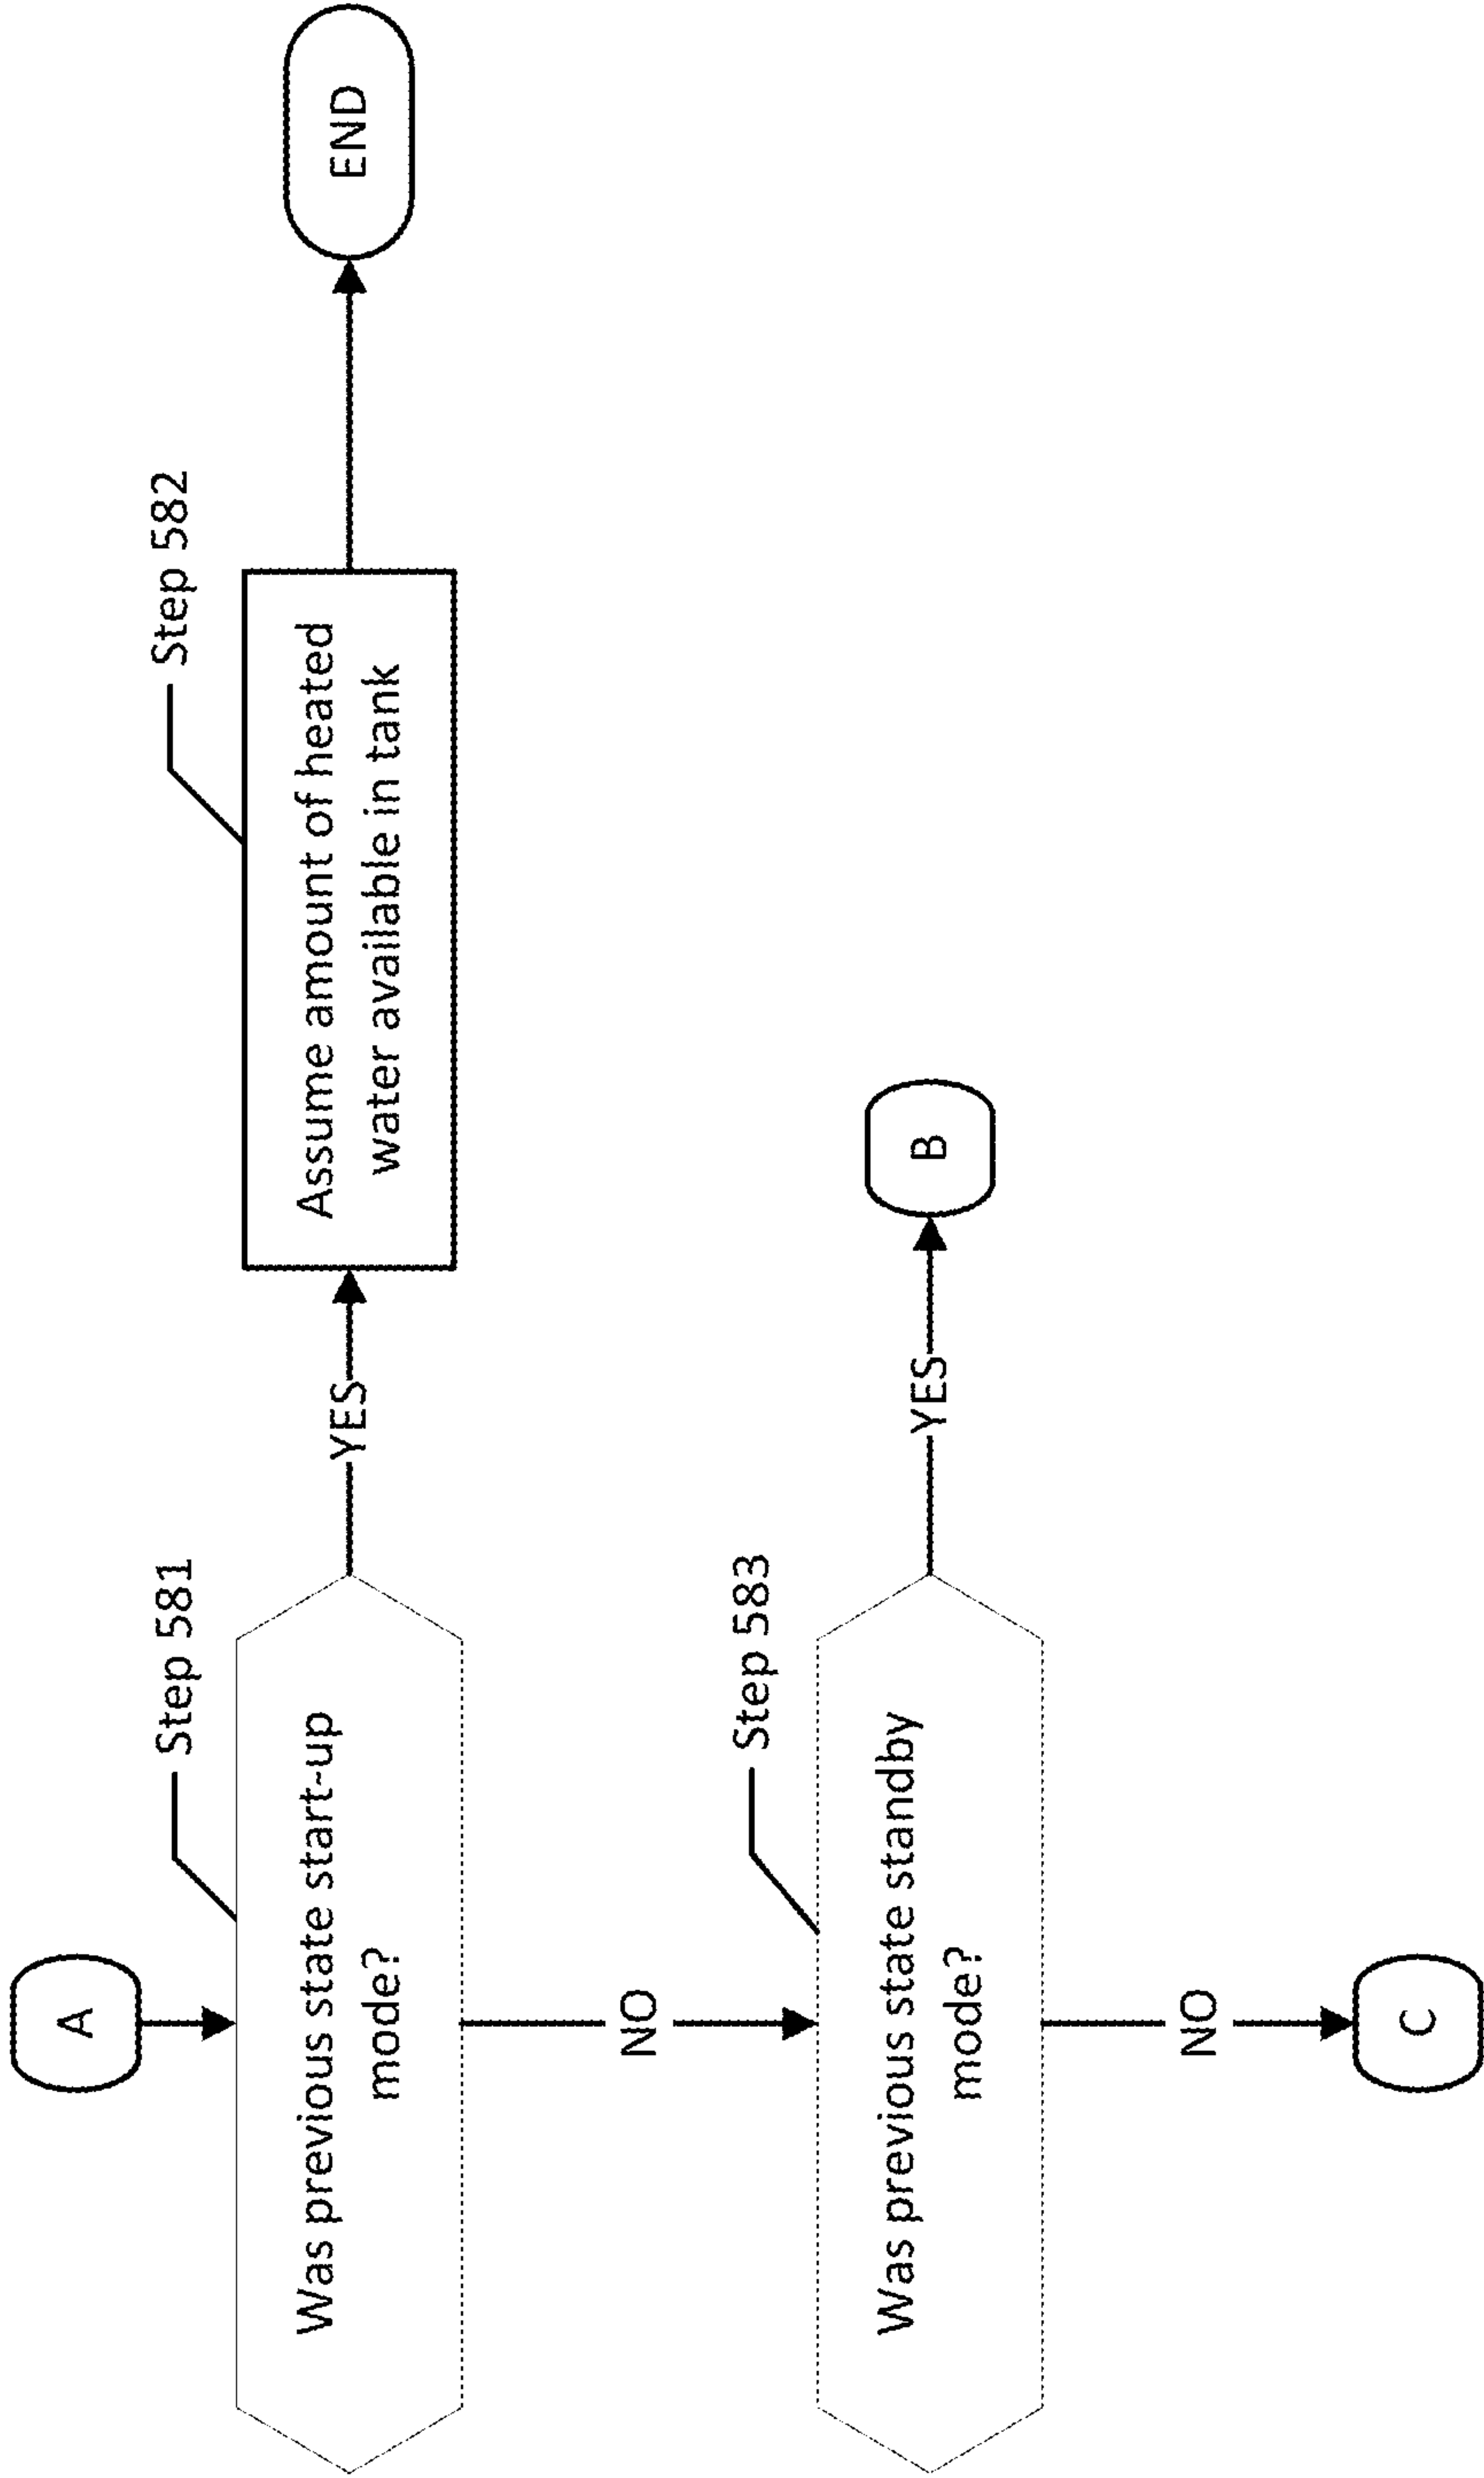 A
Step 581
Was previous state start-up
mode?
YES
Step 582
Assume amount of heated
water available in tank
END
NO
Step 583
Was previous state standby
mode?
YES
B
NO
C